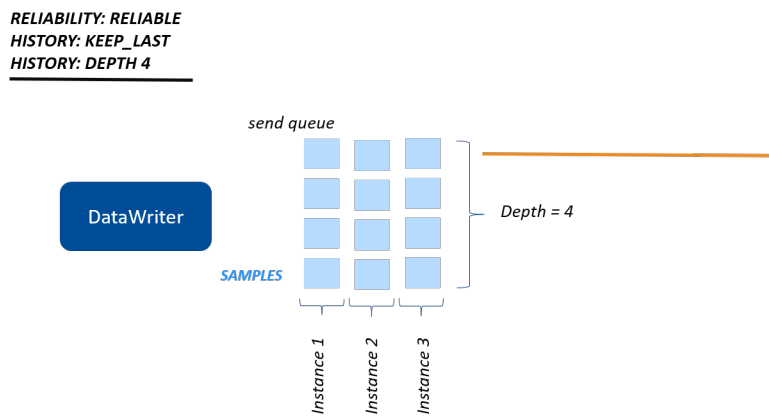 RELIABILITY: RELIABLE
HISTORY: KEEP_LAST
HISTORY: DEPTH 4
send queue
DataWriter
Depth = 4
SAMPLES
Instance 1
Instance 2
Instance 3